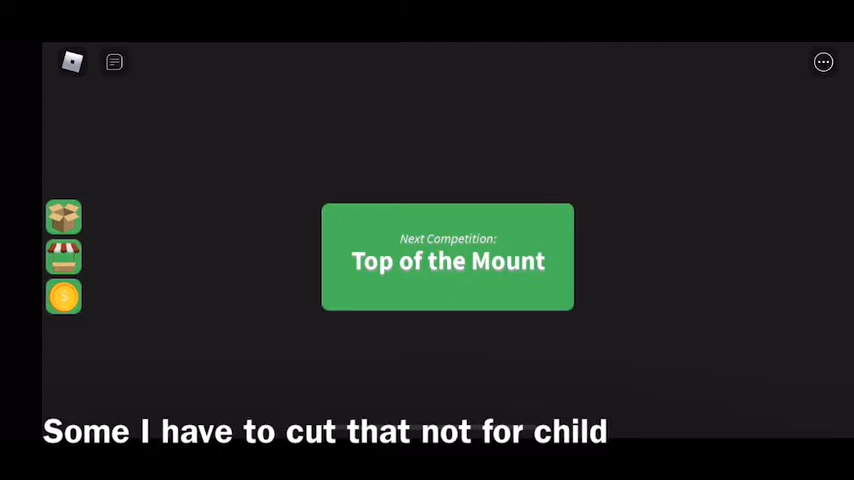 Next Competition:
Top of the Mount
Some I have to cut that not for child